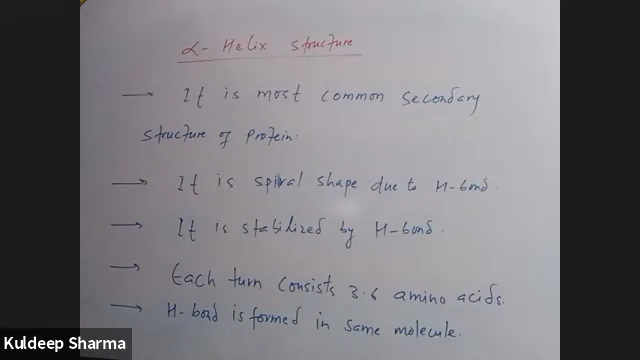 α- Helix structure
→ It is most common secondary
structure of protein.
→ It is spiral shape due to H-bond.
→ It is stabilized by H-bond.
→ Each turn consists 3.6 amino acids.
→ H-bond is formed in same molecule.
Kuldeep Sharma